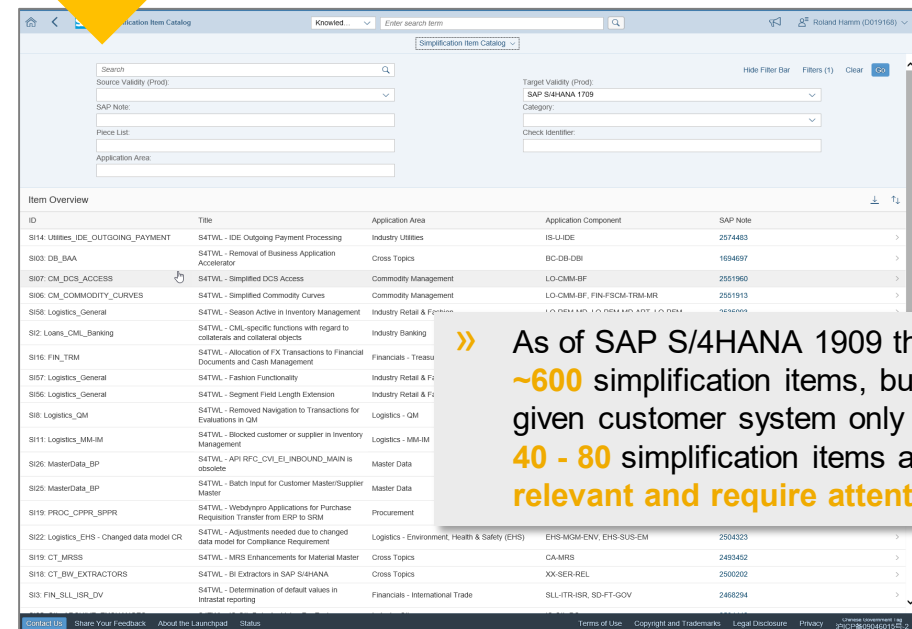 ification Item Catalog
Knowled...
Enter search term
Roland Hamm (D019168)
Simplification Item Catalog
Search
Hide Filter Bar Filters (1) Clear Go
Source Validity (Prod):
Target Validity (Prod):
SAP S/4HANA 1709
SAP Note:
Category:
Piece List:
Check Identifier:
Application Area:
Item Overview
ID Title Application Area Application Component SAP Note
SI14: Utilities_IDE_OUTGOING_PAYMENT S4TWL - IDE Outgoing Payment Processing Industry Utilities IS-U-IDE 2574483
SI03: DB_BAA S4TWL - Removal of Business Application Accelerator Cross Topics BC-DB-DBI 1694697
SI07: CM_DCS_ACCESS S4TWL - Simplified DCS Access Commodity Management LO-CMM-BF 2551960
SI06: CM_COMMODITY_CURVES S4TWL - Simplified Commodity Curves Commodity Management LO-CMM-BF, FIN-FSCM-TRM-MR 2551913
SI58: Logistics_General S4TWL - Season Active in Inventory Management Industry Retail & Fashion
SI2: Loans_CML_Banking S4TWL - CML-specific functions with regard to collaterals and collateral objects Industry Banking
SI16: FIN_TRM S4TWL - Allocation of FX Transactions to Financial Documents and Cash Management Financials - Treasu
SI57: Logistics_General S4TWL - Fashion Functionality Industry Retail & Fa
SI56: Logistics_General S4TWL - Segment Field Length Extension Industry Retail & Fa
SI8: Logistics_QM S4TWL - Removed Navigation to Transactions for Evaluations in QM Logistics - QM
SI11: Logistics_MM-IM S4TWL - Blocked customer or supplier in Inventory Management Logistics - MM-IM
SI26: MasterData_BP S4TWL - API RFC_CVI_EI_INBOUND_MAIN is obsolete Master Data
SI25: MasterData_BP S4TWL - Batch Input for Customer Master/Supplier Master Master Data
SI19: PROC_CPPR_SPPR S4TWL - Webdynpro Applications for Purchase Requisition Transfer from ERP to SRM Procurement
SI22: Logistics_EHS - Changed data model CR S4TWL - Adjustments needed due to changed data model for Compliance Requirement Logistics - Environment, Health & Safety (EHS) EHS-MGM-ENV, EHS-SUS-EM 2504323
SI19: CT_MRSS S4TWL - MRS Enhancements for Material Master Cross Topics CA-MRS 2493452
SI18: CT_BW_EXTRACTORS S4TWL - BI Extractors in SAP S/4HANA Cross Topics XX-SER-REL 2500202
SI3: FIN_SLL_ISR_DV S4TWL - Determination of default values in Intrastat reporting Financials - International Trade SLL-ITR-ISR, SD-FT-GOV 2468294
» As of SAP S/4HANA 1909 th
~600 simplification items, bu
given customer system only
40 - 80 simplification items a
relevant and require attent
Contact Us Share Your Feedback About the Launchpad Status Terms of Use Copyright and Trademarks Legal Disclosure Privacy